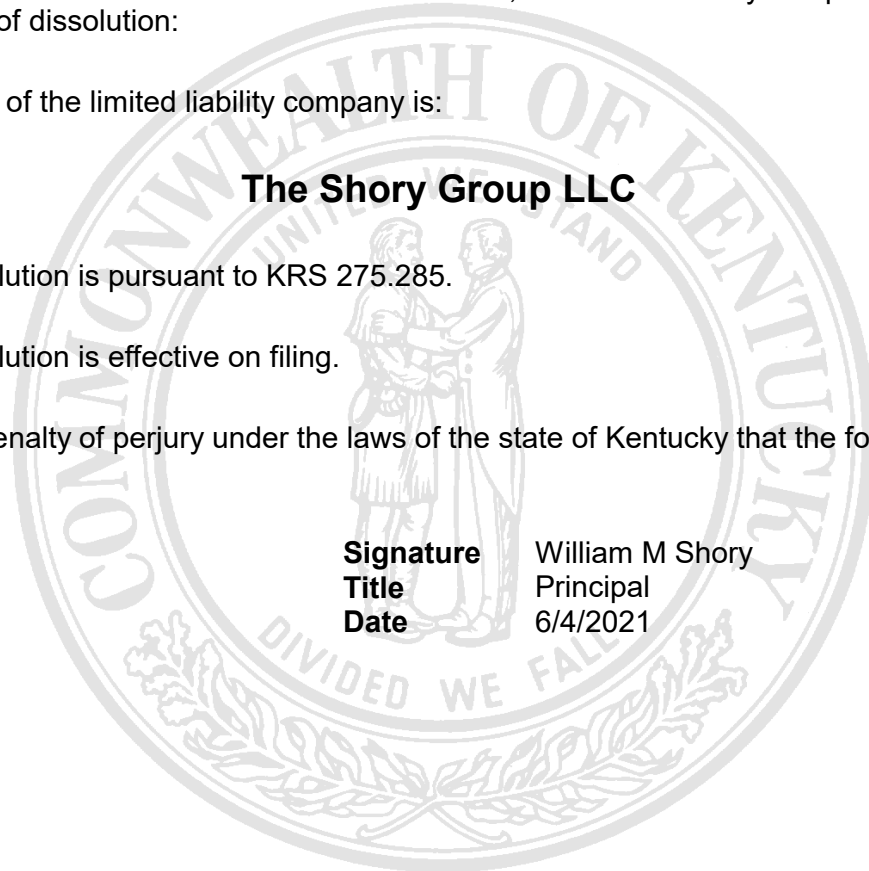 of dissolution:
of the limited liability company is:
The Shory Group LLC
lution is pursuant to KRS 275.285.
lution is effective on filing.
enalty of perjury under the laws of the state of Kentucky that the fo
Signature William M Shory
Title Principal
Date 6/4/2021
COMMONWEALTH OF KENTUCKY
UNITED WE STAND
DIVIDED WE FALL